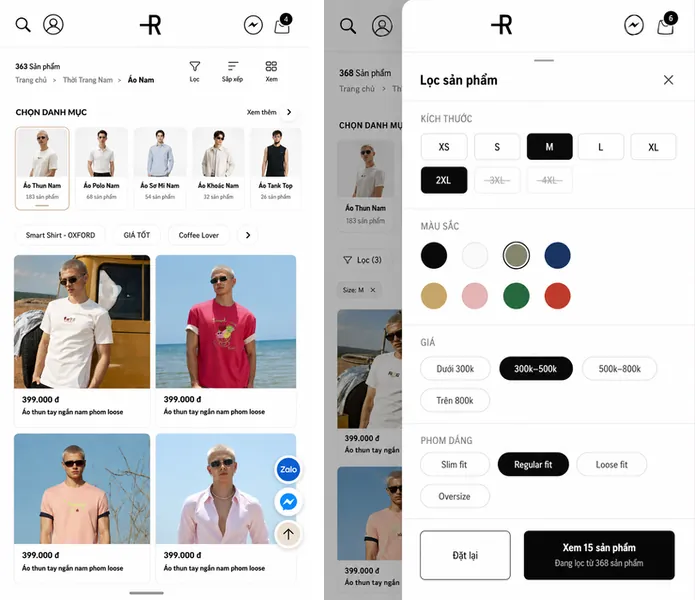 R
4
363 Sản phẩm
Trang chủ > Thời Trang Nam > Áo Nam
Lọc
Sắp xếp
Xem
CHỌN DANH MỤC
Xem thêm
Áo Thun Nam
183 sản phẩm
Áo Polo Nam
68 sản phẩm
Áo Sơ Mi Nam
54 sản phẩm
Áo Khoác Nam
32 sản phẩm
Áo Tank Top
26 sản phẩm
Smart Shirt - OXFORD
GIÁ TỐT
Coffee Lover
399.000 đ
Áo thun tay ngắn nam phom loose
399.000 đ
Áo thun tay ngắn nam phom loose
399.000 đ
Áo thun tay ngắn nam phom loose
399.000 đ
Áo thun tay ngắn nam phom loose
Zalo
368 Sản phẩm
Trang chủ > Th
CHỌN DANH MỤ
Áo Thun Nam
183 sản phẩm
Lọc (3)
Size: M ×
399.000 đ
Áo thun tay ngắn
399.000 đ
Áo thun tay ngắn
R
6
Lọc sản phẩm
KÍCH THƯỚC
XS
S
M
L
XL
2XL
3XL
4XL
MÀU SẮC
GIÁ
Dưới 300k
300k–500k
500k–800k
Trên 800k
PHOM DÁNG
Slim fit
Regular fit
Loose fit
Oversize
Đặt lại
Xem 15 sản phẩm
Đang lọc từ 368 sản phẩm